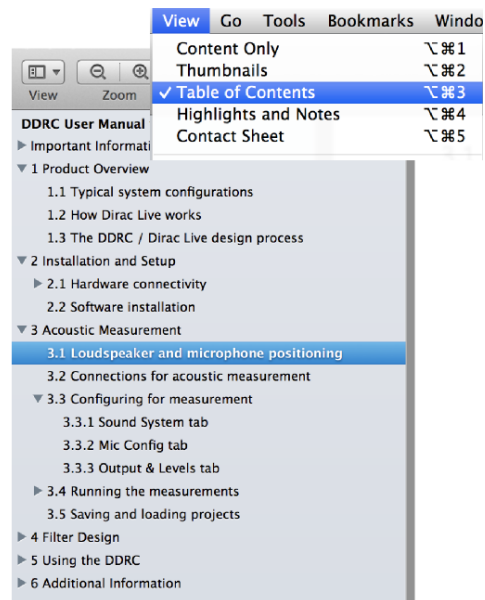 View Go Tools Bookmarks Windo
Content Only ⌥⌘1
Thumbnails ⌥⌘2
✓ Table of Contents ⌥⌘3
Highlights and Notes ⌥⌘4
Contact Sheet ⌥⌘5
View Zoom
DDRC User Manual
Important Informati
1 Product Overview
1.1 Typical system configurations
1.2 How Dirac Live works
1.3 The DDRC / Dirac Live design process
2 Installation and Setup
2.1 Hardware connectivity
2.2 Software installation
3 Acoustic Measurement
3.1 Loudspeaker and microphone positioning
3.2 Connections for acoustic measurement
3.3 Configuring for measurement
3.3.1 Sound System tab
3.3.2 Mic Config tab
3.3.3 Output & Levels tab
3.4 Running the measurements
3.5 Saving and loading projects
4 Filter Design
5 Using the DDRC
6 Additional Information